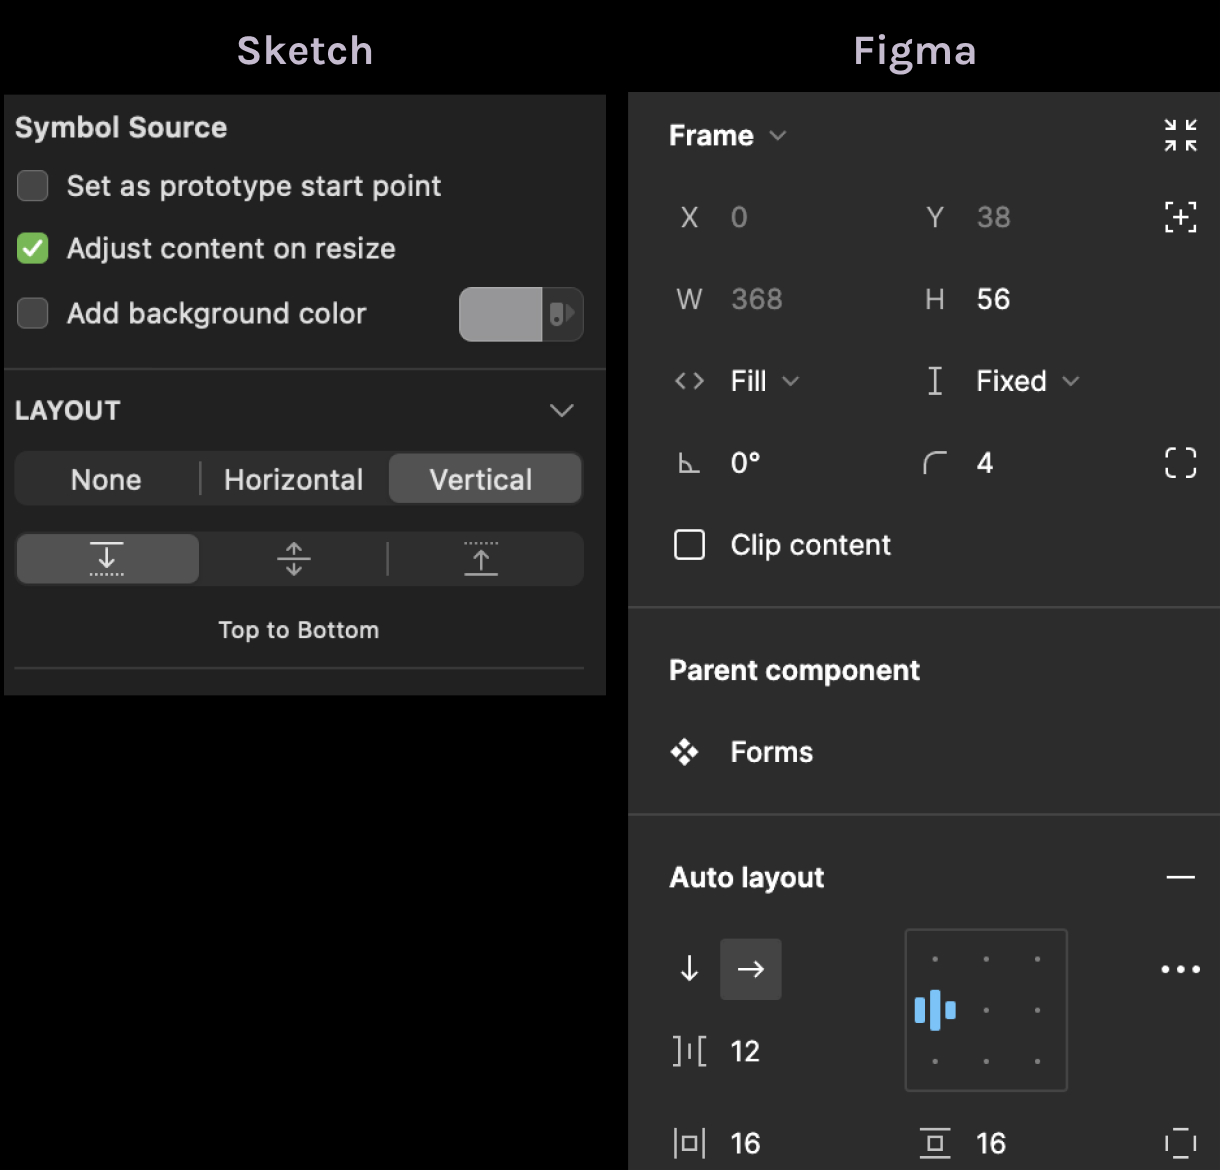 Sketch
Symbol Source
Set as prototype start point
Adjust content on resize
Add background color
LAYOUT
None Horizontal Vertical
Top to Bottom
Figma
Frame
X 0 Y 38
W 368 H 56
Fill Fixed
0° 4
Clip content
Parent component
Forms
Auto layout
12
16 16